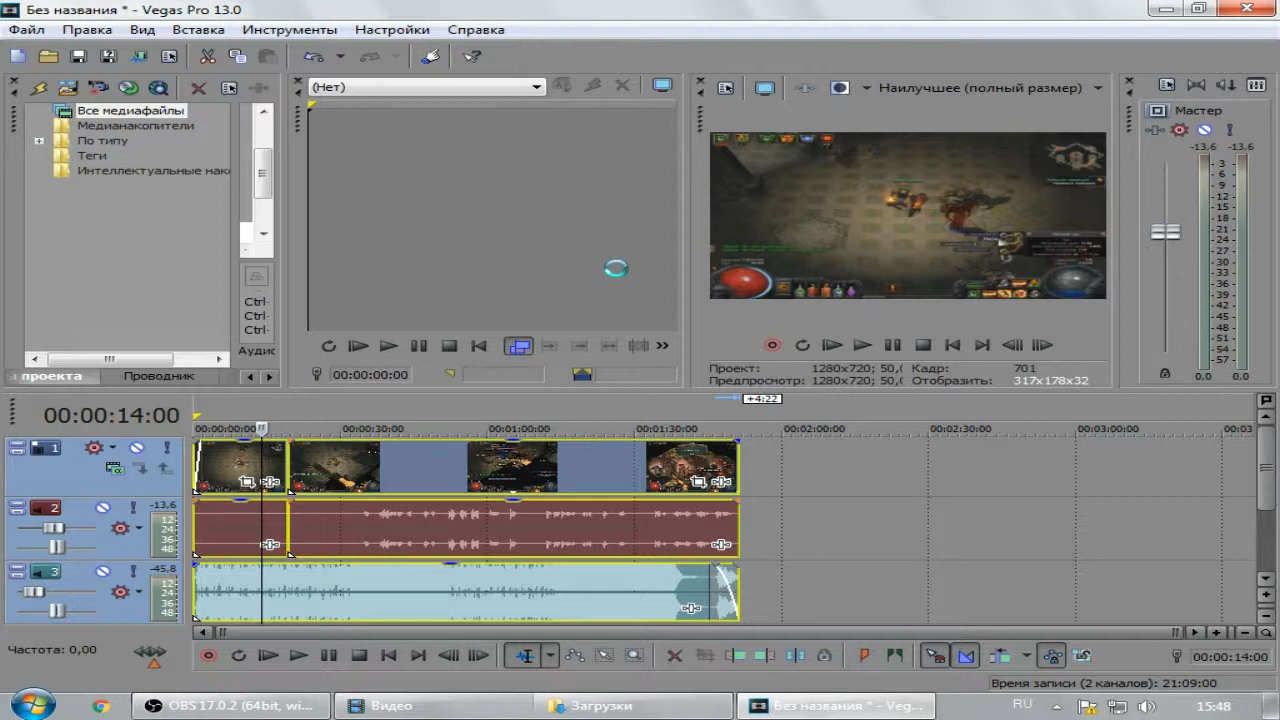 Без названия * - Vegas Pro 13.0
Файл Правка Вид Вставка Инструменты Настройки Справка
(Нет)
Наилучшее (полный размер)
Мастер
Все медиафайлы
Медианакопители
По типу
Теги
Интеллектуальные нак
Ctrl-
Ctrl-
Ctrl-
Аудио
проекта Проводник
00:00:00:00
Проект: 1280x720; 50,0 Кадр: 701
Предпросмотр: 1280x720; 50,0 Отобразить: 317x178x32
-13,6 -13,6
3
6
9
12
15
18
21
24
27
30
33
36
39
42
45
48
51
54
57
0,0 0,0
+4:22
00:00:14:00
00:00:00:00 00:00:30:00 00:01:00:00 00:01:30:00 00:02:00:00 00:02:30:00 00:03:00:00 00:03
1
2 -13,6
12
24
36
48
3 -45,8
12
24
36
48
Частота: 0,00
00:00:14:00
Время записи (2 каналов): 21:09:00
OBS 17.0.2 (64bit, wi... Видео Загрузки Без названия * - Veg... RU 15:48